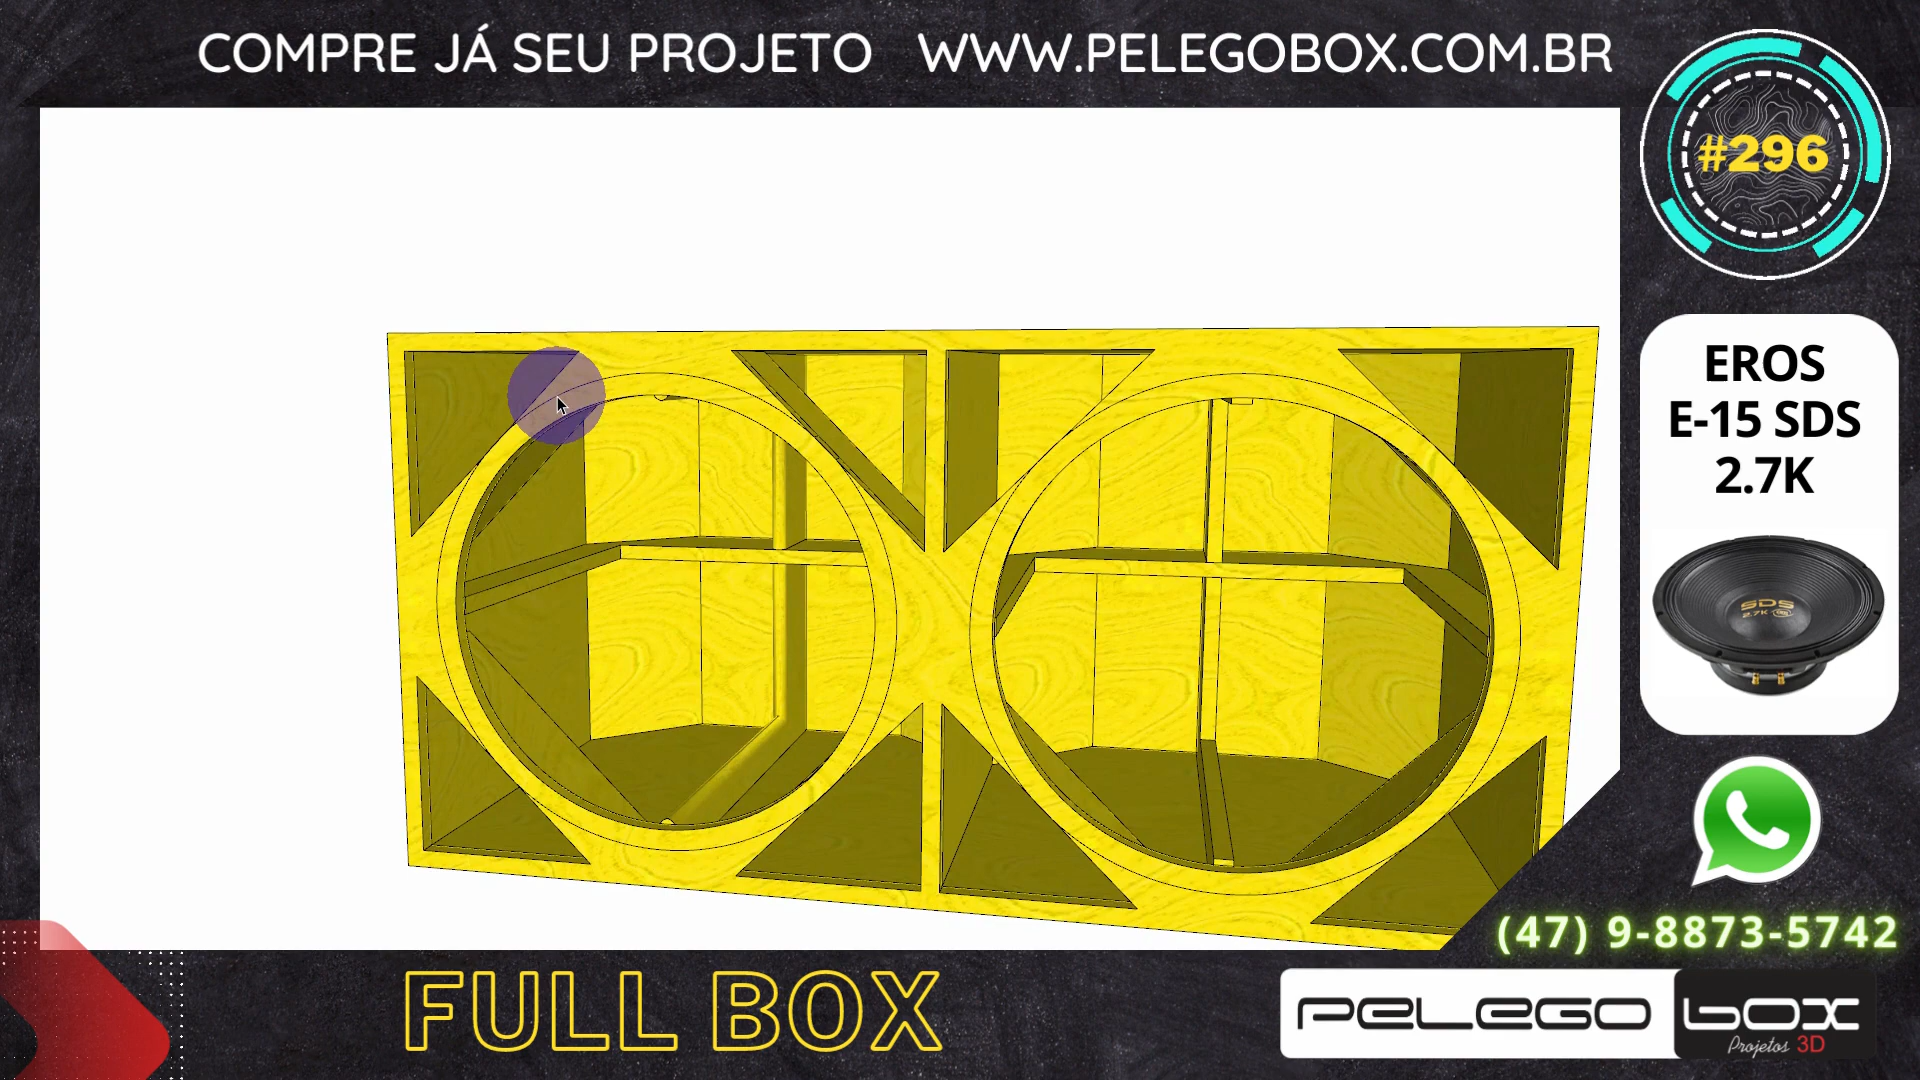 COMPRE JÁ SEU PROJETO WWW.PELEGOBOX.COM.BR
#296
EROS
E-15 SDS
2.7K
SDS
2.7K
(47) 9-8873-5742
FULL BOX
PELEGO BOX
Projetos 3D